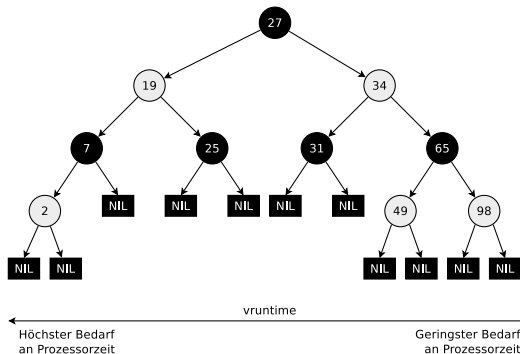 27
19 34
7 25 31 65
NIL NIL NIL NIL NIL
2 49 98
NIL NIL NIL NIL NIL NIL
vruntime
Höchster Bedarf
an Prozessorzeit
Geringster Bedarf
an Prozessorzeit